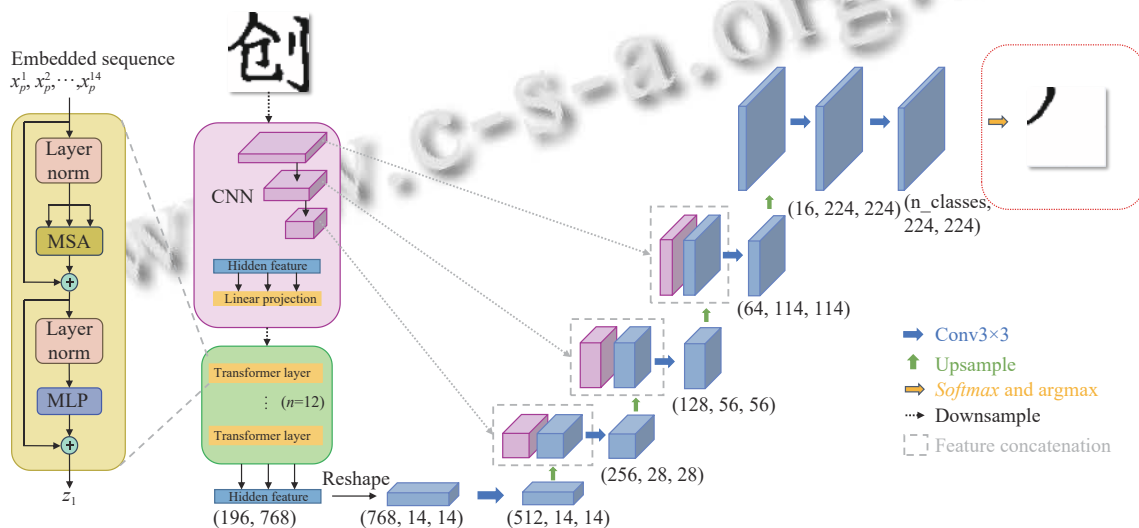 Embedded sequence
x_p^1, x_p^2, ⋯, x_p^14
Layer
norm
MSA
+
Layer
norm
MLP
+
z_1
创
CNN
Hidden feature
Linear projection
Transformer layer
⋮ (n=12)
Transformer layer
Hidden feature
(196, 768)
Reshape
(768, 14, 14)
(512, 14, 14)
(256, 28, 28)
(128, 56, 56)
(64, 114, 114)
(16, 224, 224)
(n_classes,
224, 224)
Conv3×3
Upsample
Softmax and argmax
Downsample
Feature concatenation
w.c-s-a.org.